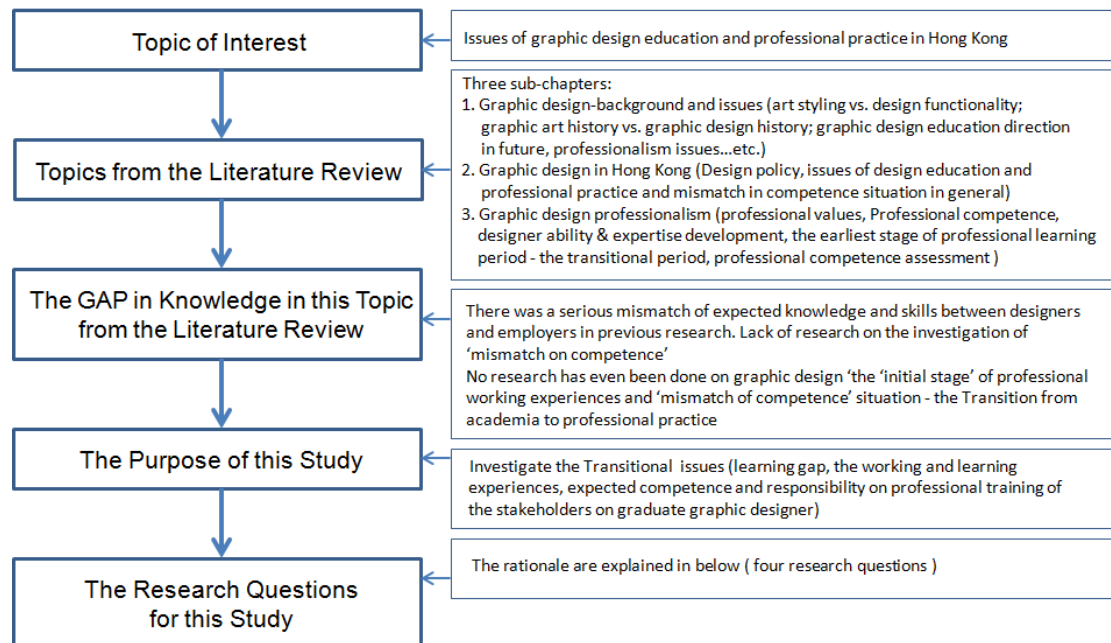 Topic of Interest
Issues of graphic design education and professional practice in Hong Kong
Topics from the Literature Review
Three sub-chapters:
1. Graphic design-background and issues (art styling vs. design functionality;
graphic art history vs. graphic design history; graphic design education direction
in future, professionalism issues...etc.)
2. Graphic design in Hong Kong (Design policy, issues of design education and
professional practice and mismatch in competence situation in general)
3. Graphic design professionalism (professional values, Professional competence,
designer ability & expertise development, the earliest stage of professional learning
period - the transitional period, professional competence assessment )
The GAP in Knowledge in this Topic
from the Literature Review
There was a serious mismatch of expected knowledge and skills between designers
and employers in previous research. Lack of research on the investigation of
‘mismatch on competence’
No research has even been done on graphic design ‘the ‘initial stage’ of professional
working experiences and ‘mismatch of competence’ situation - the Transition from
academia to professional practice
The Purpose of this Study
Investigate the Transitional issues (learning gap, the working and learning
experiences, expected competence and responsibility on professional training of
the stakeholders on graduate graphic designer)
The Research Questions
for this Study
The rationale are explained in below ( four research questions )